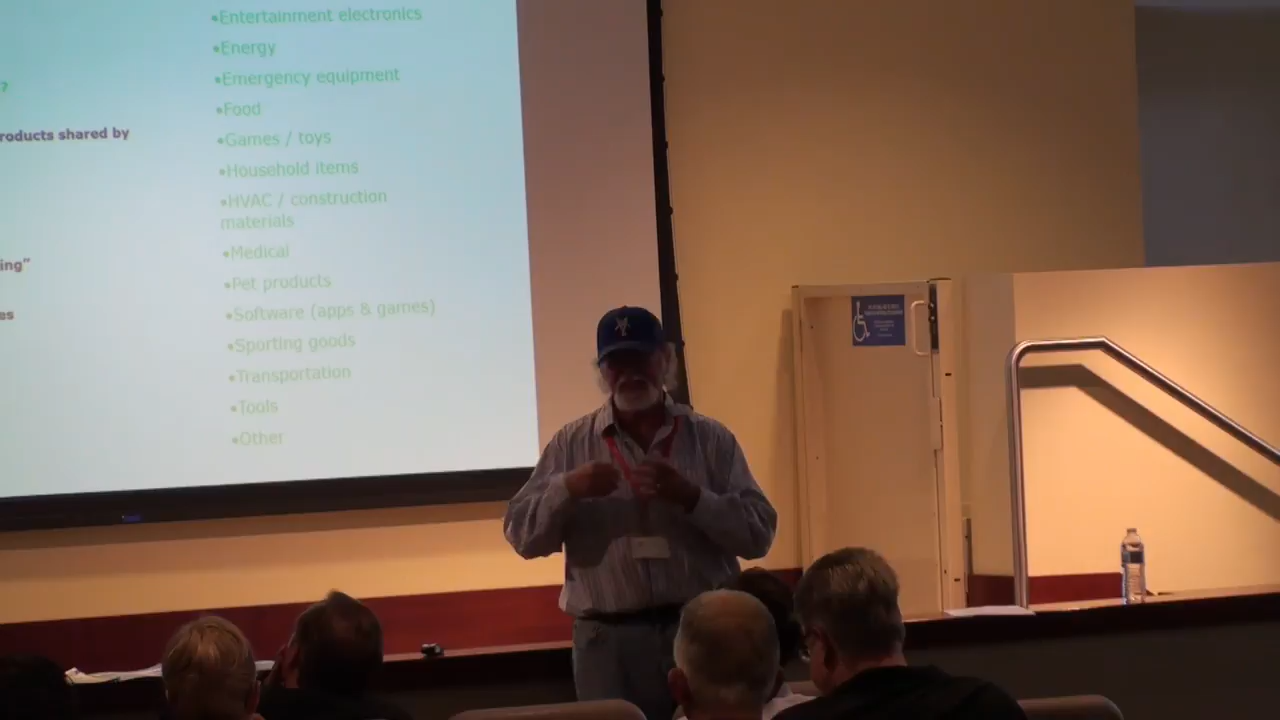 ?
roducts shared by
ing”
es
•Entertainment electronics
•Energy
•Emergency equipment
•Food
•Games / toys
•Household items
•HVAC / construction
materials
•Medical
•Pet products
•Software (apps & games)
•Sporting goods
•Transportation
•Tools
•Other